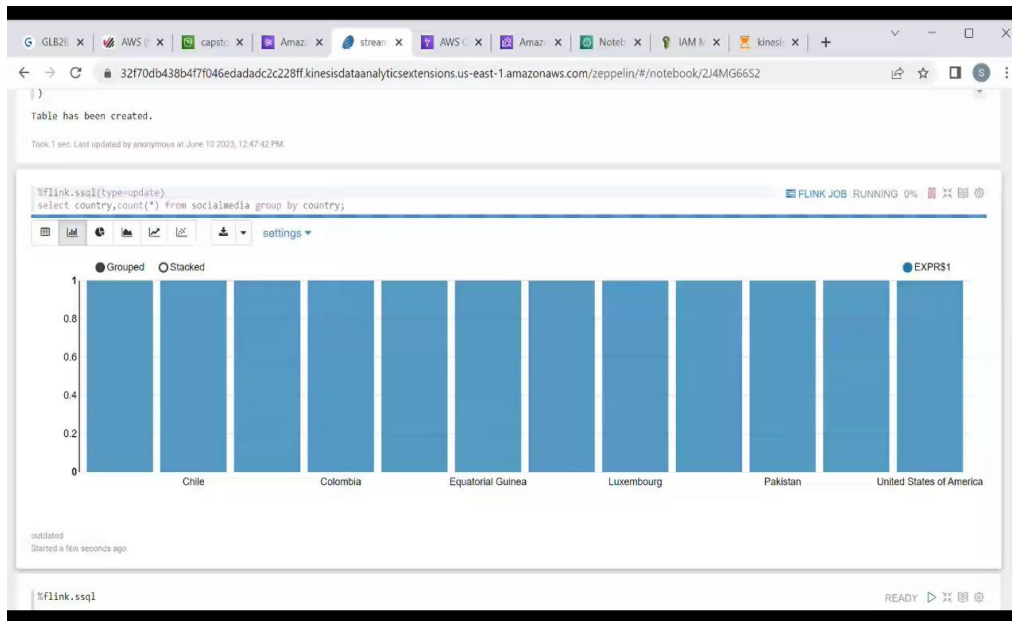 GLB2E AWS capsto Amaz stream AWS C Amaz Noteb IAM M kinesi
32f70db438b4f7f046edadadc2c228ff.kinesisdataanalyticsextensions.us-east-1.amazonaws.com/zeppelin/#/notebook/2J4MG66S2
S
)
Table has been created.
Took 1 sec. Last updated by anonymous at June 10 2023, 12:47:42 PM.
%flink.ssql(type=update)
FLINK JOB RUNNING 0%
select country,count(*) from socialmedia group by country;
settings
Grouped Stacked EXPR$1
1
0.8
0.6
0.4
0.2
0
Chile Colombia Equatorial Guinea Luxembourg Pakistan United States of America
outdated
Started a few seconds ago.
%flink.ssql READY